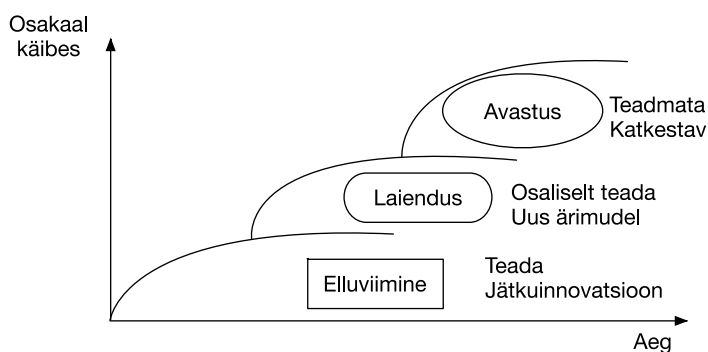 Osakaal
käibes
Avastus
Teadmata
Katkestav
Laiendus
Osaliselt teada
Uus ärimudel
Elluviimine
Teada
Jätkuinnovatsioon
Aeg